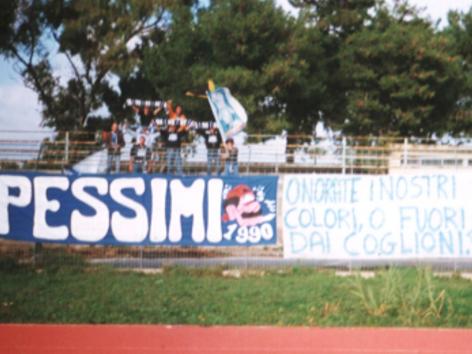 PESSIMI
1990
ONORATE I NOSTRI
COLORI, O FUORI
DAI COGLIONI!